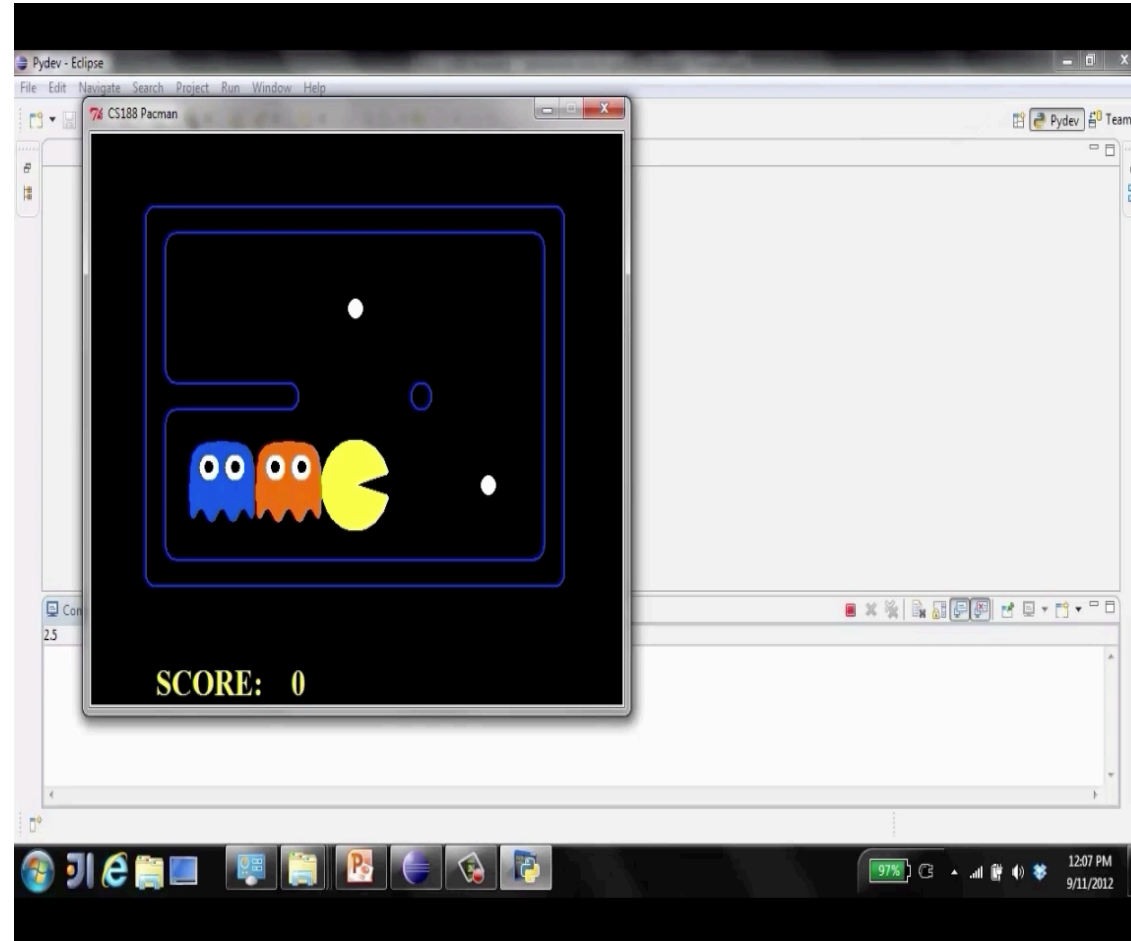 Pydev - Eclipse
File Edit Navigate Search Project Run Window Help
CS188 Pacman
Pydev
Team
Con
2.5
SCORE: 0
97%
12:07 PM
9/11/2012